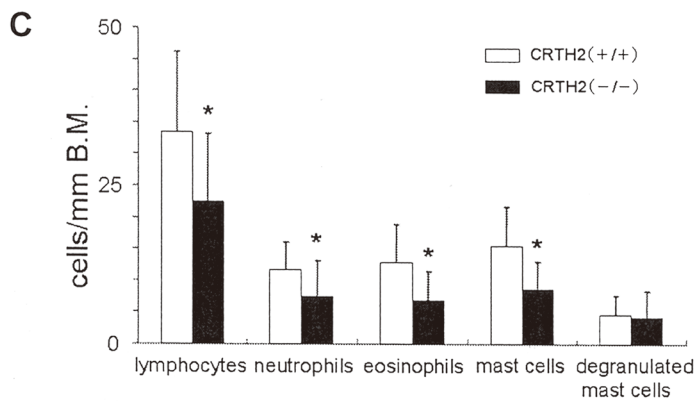 C
50
CRTH2(+/+)
CRTH2(−/−)
cells/mm B.M.
*
25
*
*
*
0
lymphocytes neutrophils eosinophils mast cells degranulated
mast cells